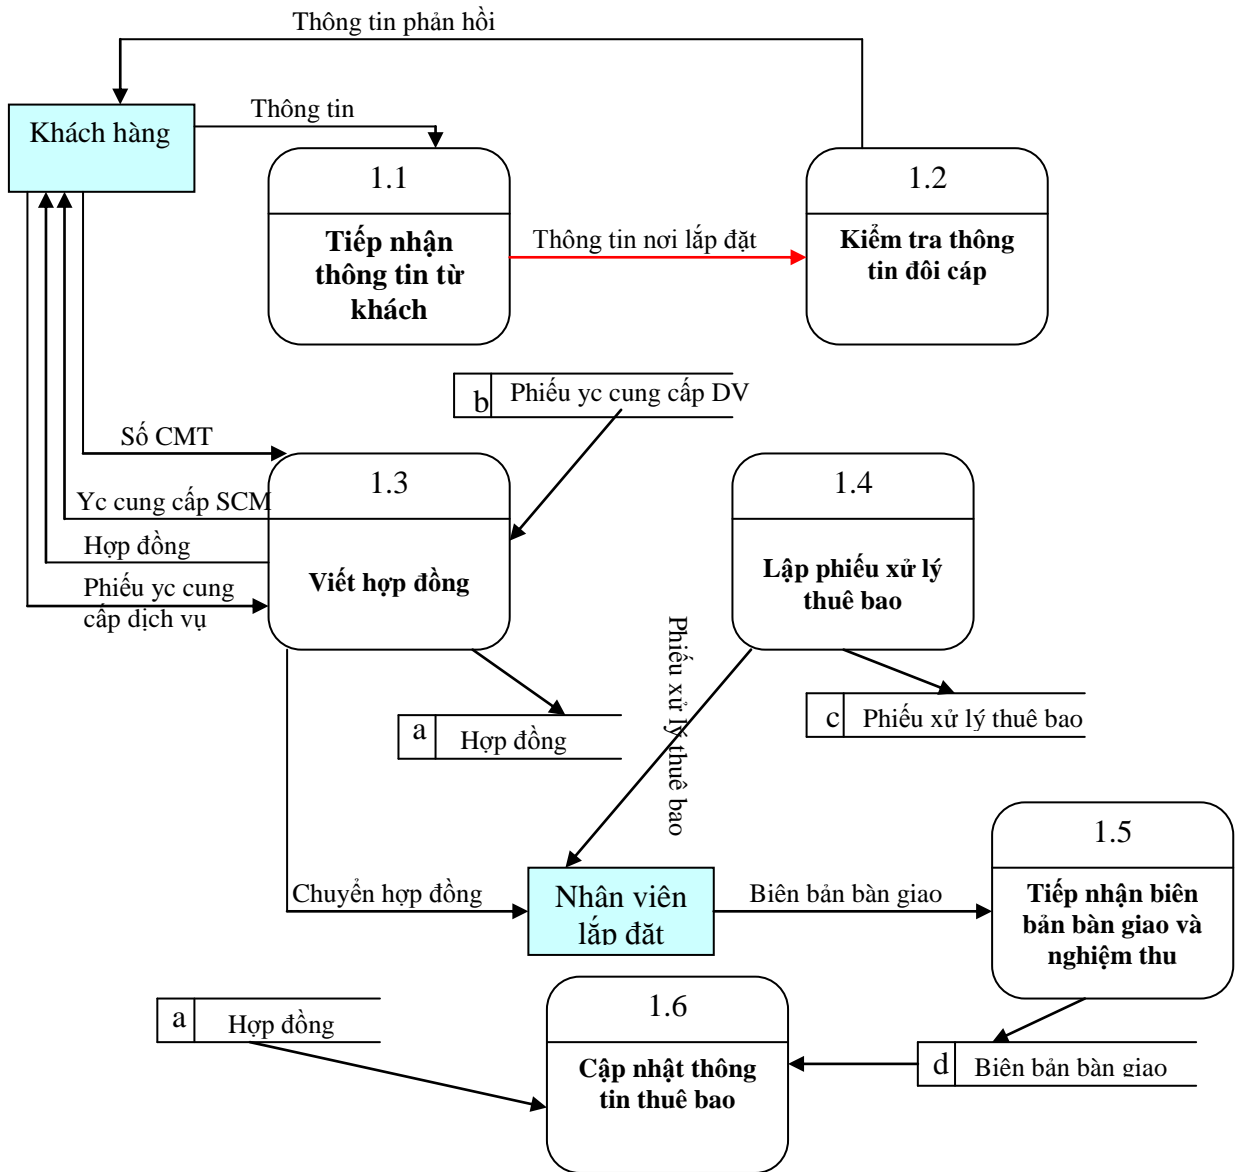 Thông tin phản hồi
Khách hàng
Thông tin
1.1
Tiếp nhận
thông tin từ
khách
Thông tin nơi lắp đặt
1.2
Kiểm tra thông
tin đôi cáp
b
Phiếu yc cung cấp DV
Số CMT
1.3
Viết hợp đồng
Yc cung cấp SCM
Hợp đồng
Phiếu yc cung
cấp dịch vụ
1.4
Lập phiếu xử lý
thuê bao
Phiếu xử lý thuê bao
a
Hợp đồng
c
Phiếu xử lý thuê bao
Chuyển hợp đồng
Nhân viên
lắp đặt
Biên bản bàn giao
1.5
Tiếp nhận biên
bản bàn giao và
nghiệm thu
a
Hợp đồng
1.6
Cập nhật thông
tin thuê bao
d
Biên bản bàn giao